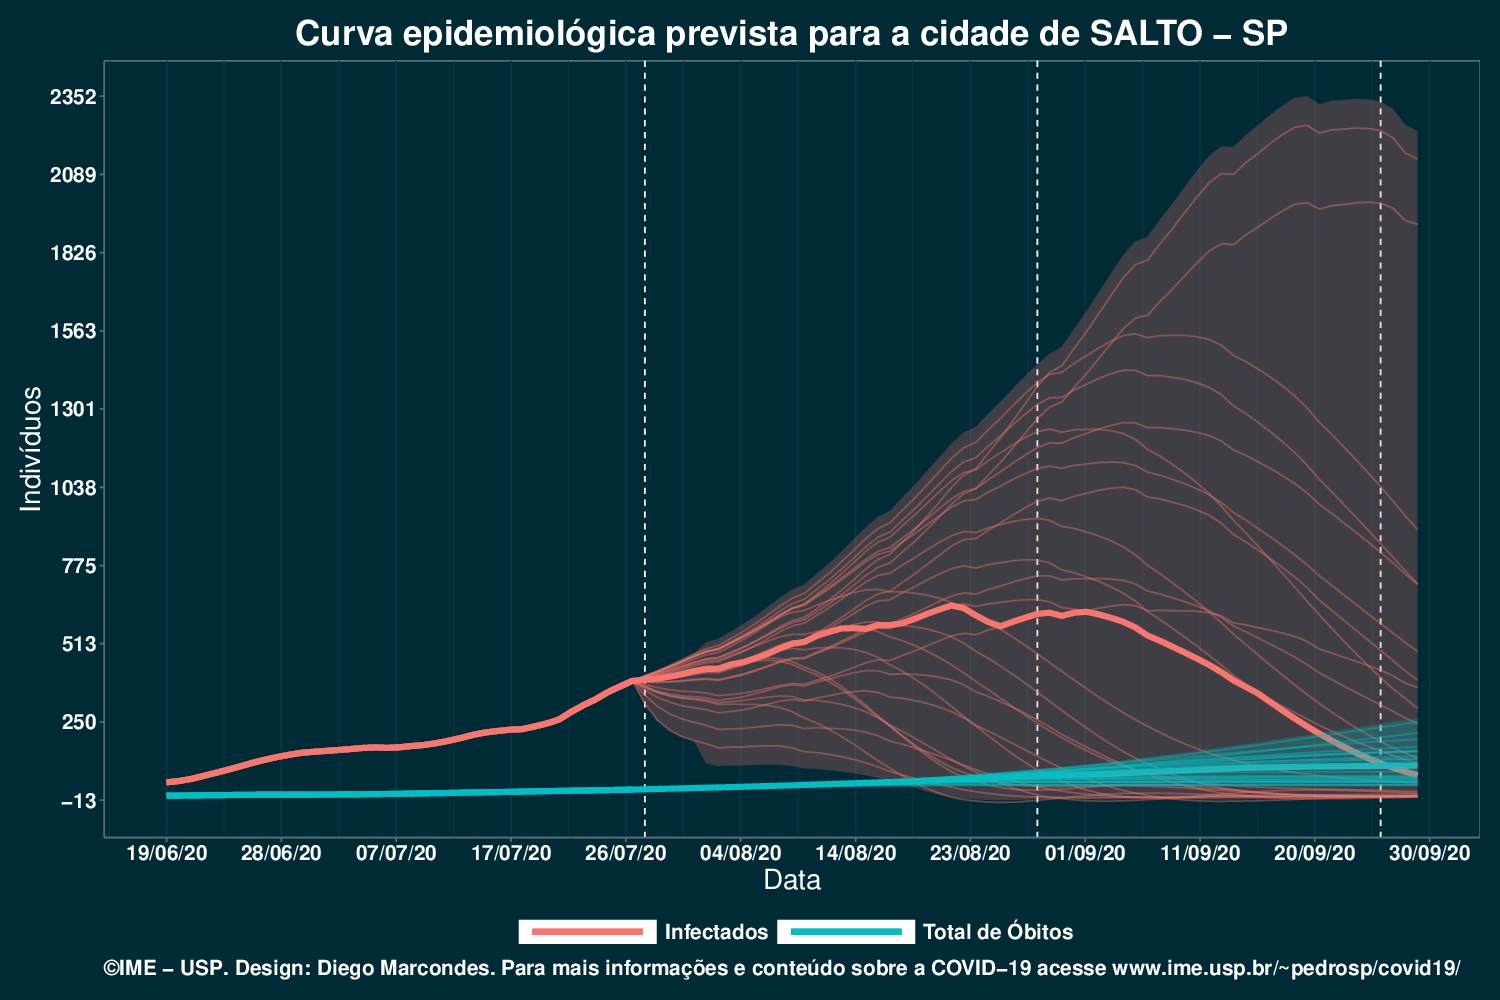 Curva epidemiológica prevista para a cidade de SALTO – SP
2352
2089
1826
1563
1301
1038
775
513
250
−13
Indivíduos
19/06/20 28/06/20 07/07/20 17/07/20 26/07/20 04/08/20 14/08/20 23/08/20 01/09/20 11/09/20 20/09/20 30/09/20
Data
Infectados Total de Óbitos
©IME – USP. Design: Diego Marcondes. Para mais informações e conteúdo sobre a COVID−19 acesse www.ime.usp.br/~pedrosp/covid19/